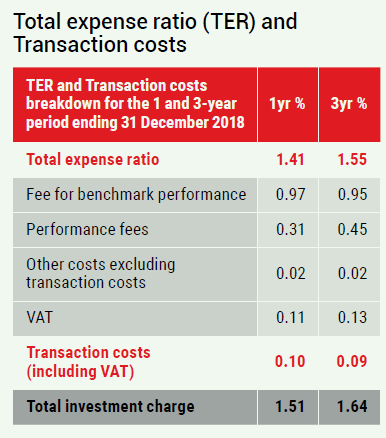 Total expense ratio (TER) and
Transaction costs
TER and Transaction costs
breakdown for the 1 and 3-year
period ending 31 December 2018
1yr %
3yr %
Total expense ratio 1.41 1.55
Fee for benchmark performance 0.97 0.95
Performance fees 0.31 0.45
Other costs excluding
transaction costs
0.02 0.02
VAT 0.11 0.13
Transaction costs
(including VAT)
0.10 0.09
Total investment charge 1.51 1.64